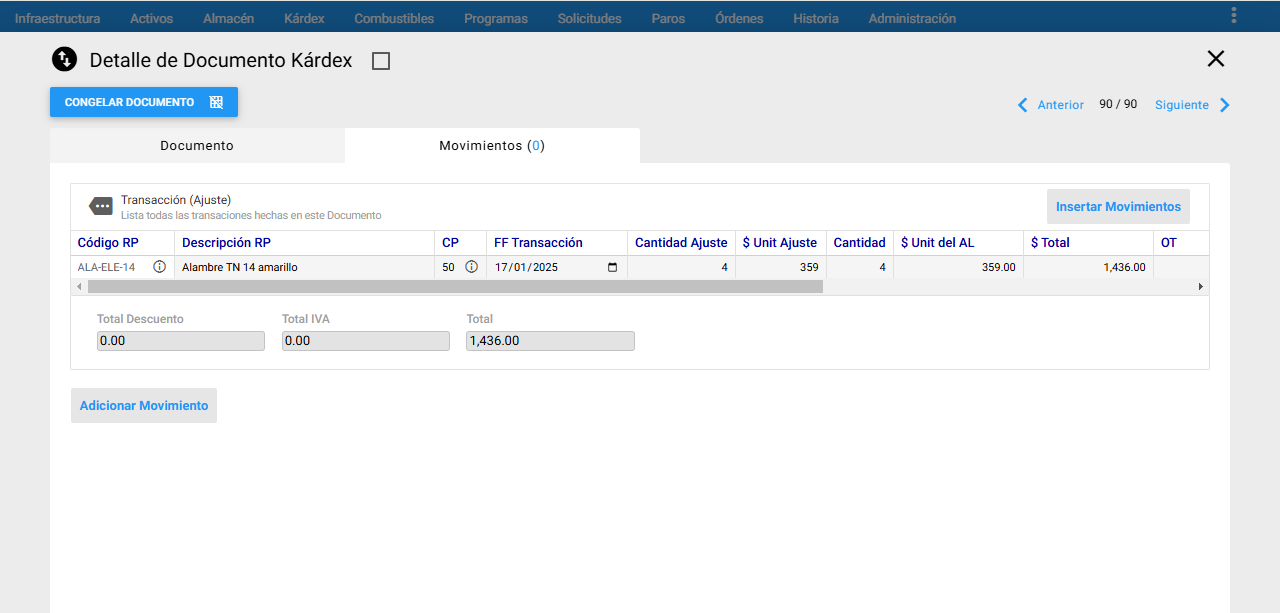 Infraestructura Activos Almacén Kárdex Combustibles Programas Solicitudes Paros Órdenes Historia Administración
Detalle de Documento Kárdex
CONGELAR DOCUMENTO
Anterior 90 / 90 Siguiente
Documento Movimientos (0)
Transacción (Ajuste)
Lista todas las transaciones hechas en este Documento
Insertar Movimientos
Código RP Descripción RP CP FF Transacción Cantidad Ajuste $ Unit Ajuste Cantidad $ Unit del AL $ Total OT
ALA-ELE-14 Alambre TN 14 amarillo 50 17/01/2025 4 359 4 359.00 1,436.00
Total Descuento Total IVA Total
0.00 0.00 1,436.00
Adicionar Movimiento